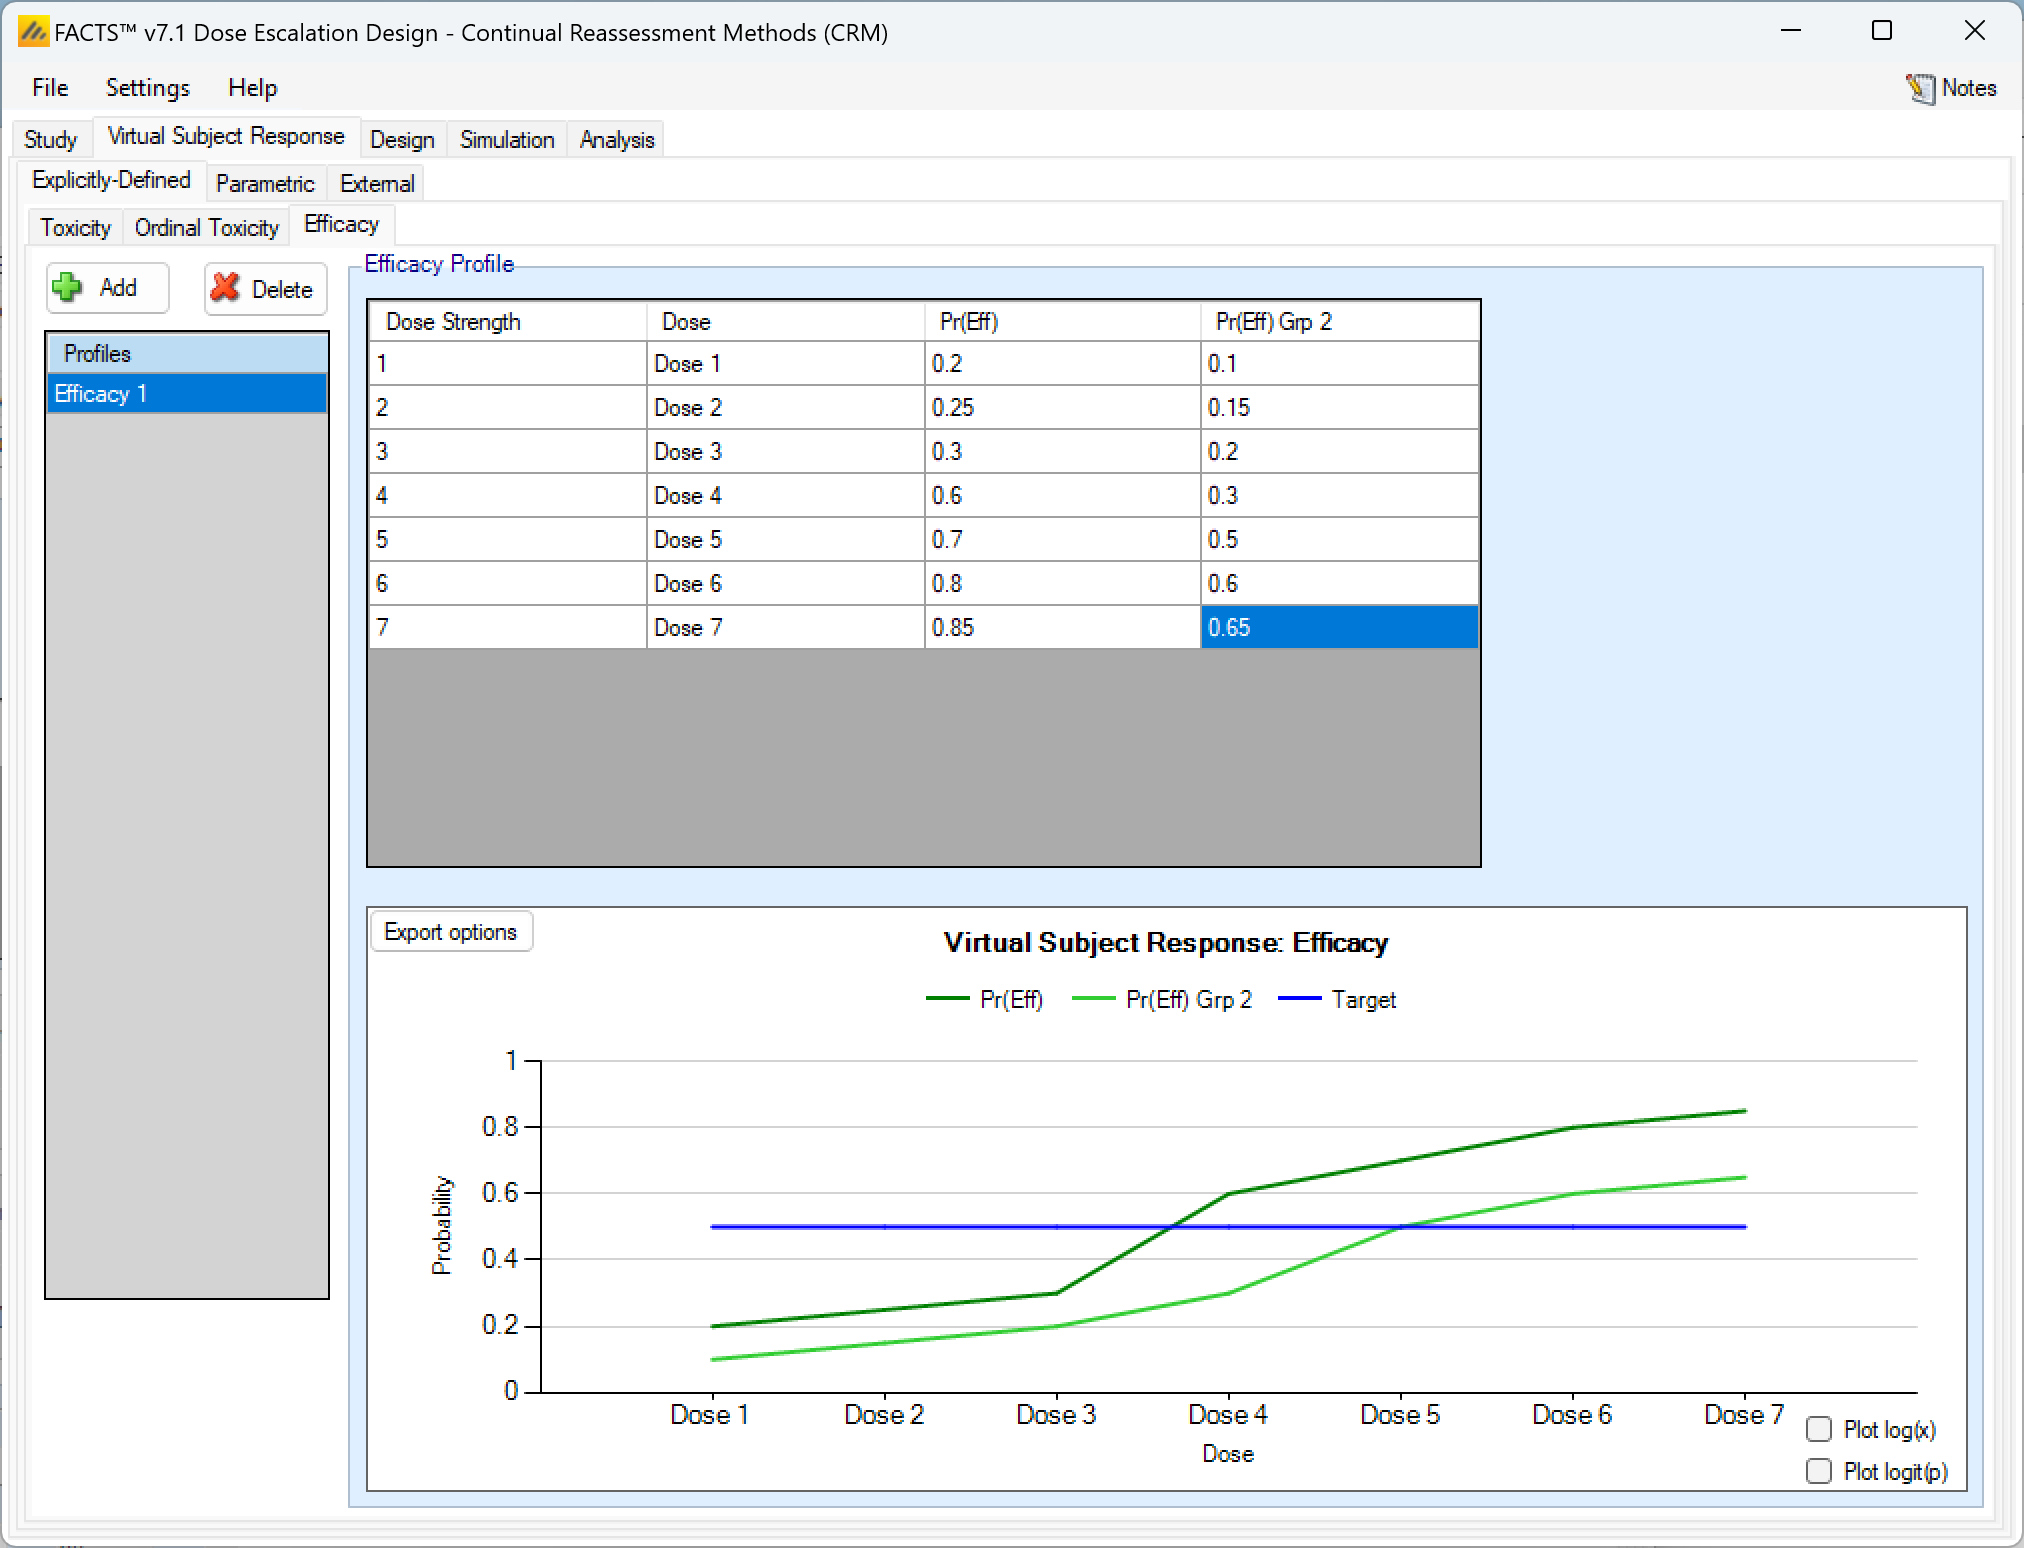 FACTS™ v7.1 Dose Escalation Design - Continual Reassessment Methods (CRM)
File Settings Help Notes
Study Virtual Subject Response Design Simulation Analysis
Explicitly-Defined Parametric External
Toxicity Ordinal Toxicity Efficacy
Add Delete
Profiles
Efficacy 1
Efficacy Profile
Dose Strength Dose Pr(Eff) Pr(Eff) Grp 2
1 Dose 1 0.2 0.1
2 Dose 2 0.25 0.15
3 Dose 3 0.3 0.2
4 Dose 4 0.6 0.3
5 Dose 5 0.7 0.5
6 Dose 6 0.8 0.6
7 Dose 7 0.85 0.65
Export options
Virtual Subject Response: Efficacy
Pr(Eff) Pr(Eff) Grp 2 Target
Probability
1
0.8
0.6
0.4
0.2
0
Dose 1 Dose 2 Dose 3 Dose 4 Dose 5 Dose 6 Dose 7
Dose
Plot log(x)
Plot logit(p)